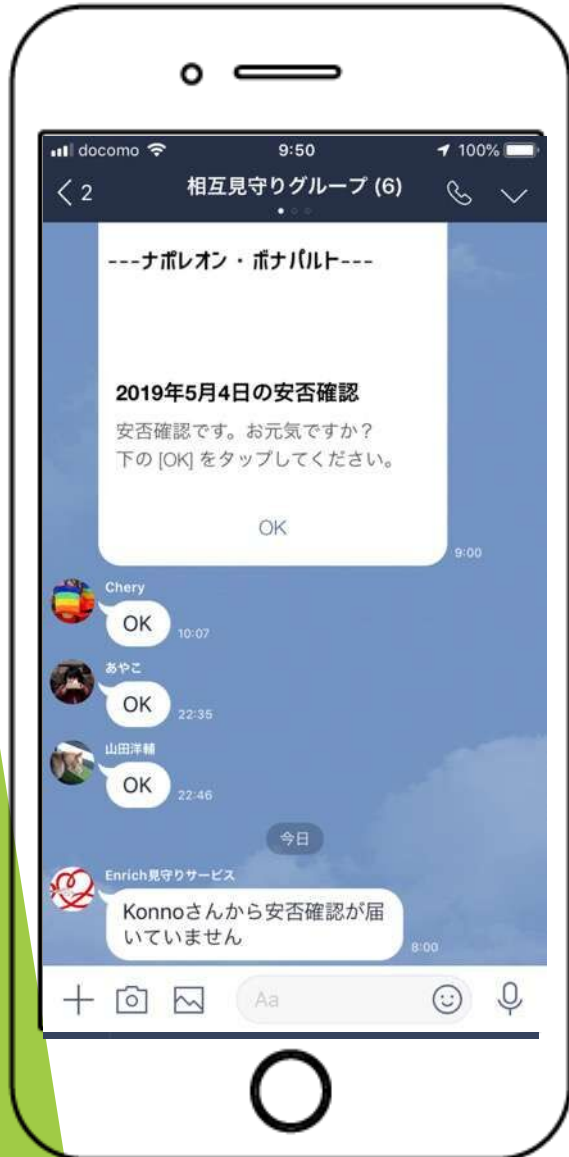 docomo 9:50 100%
2 相互見守りグループ (6)
---ナポレオン・ボナパルト---
2019年5月4日の安否確認
安否確認です。お元気ですか？
下の [OK] をタップしてください。
OK
9:00
Chery
OK 10:07
あやこ
OK 22:35
山田洋輔
OK 22:46
今日
Enrich見守りサービス
Konnoさんから安否確認が届
いていません
8:00
Aa